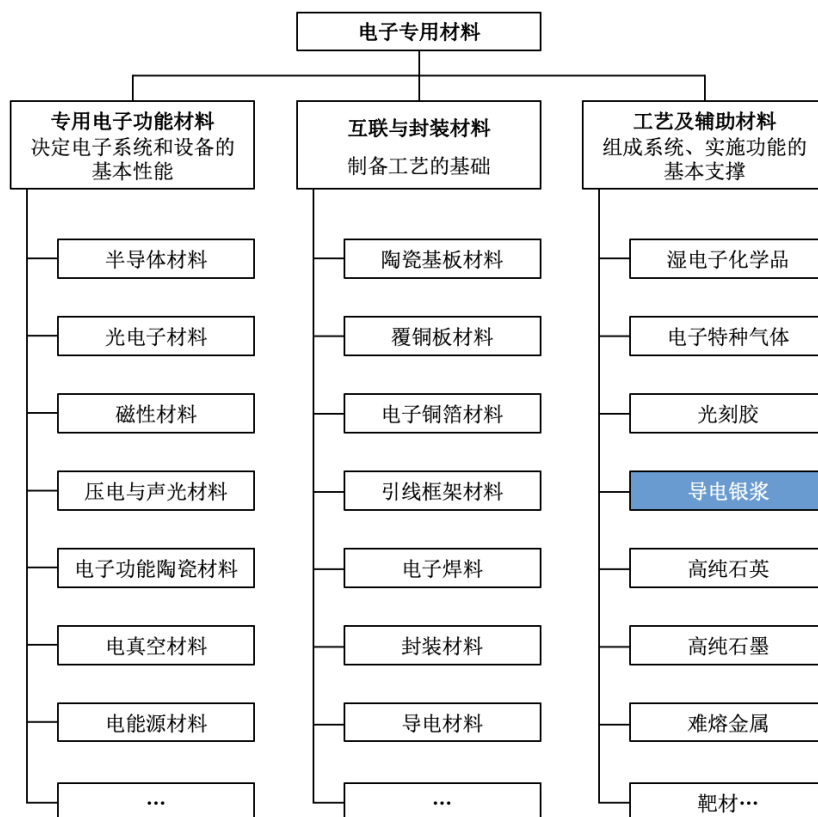 电子专用材料
专用电子功能材料
决定电子系统和设备的
基本性能
半导体材料
光电子材料
磁性材料
压电与声光材料
电子功能陶瓷材料
电真空材料
电能源材料
…
互联与封装材料
制备工艺的基础
陶瓷基板材料
覆铜板材料
电子铜箔材料
引线框架材料
电子焊料
封装材料
导电材料
…
工艺及辅助材料
组成系统、实施功能的
基本支撑
湿电子化学品
电子特种气体
光刻胶
导电银浆
高纯石英
高纯石墨
难熔金属
靶材…